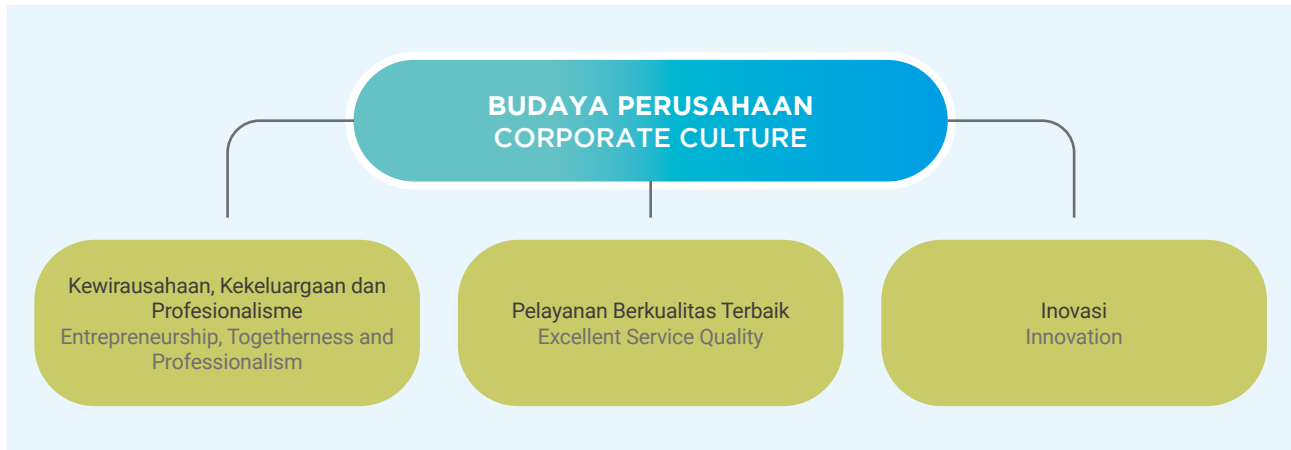 BUDAYA PERUSAHAAN
CORPORATE CULTURE
Kewirausahaan, Kekeluargaan dan
Profesionalisme
Entrepreneurship, Togetherness and
Professionalism
Pelayanan Berkualitas Terbaik
Excellent Service Quality
Inovasi
Innovation